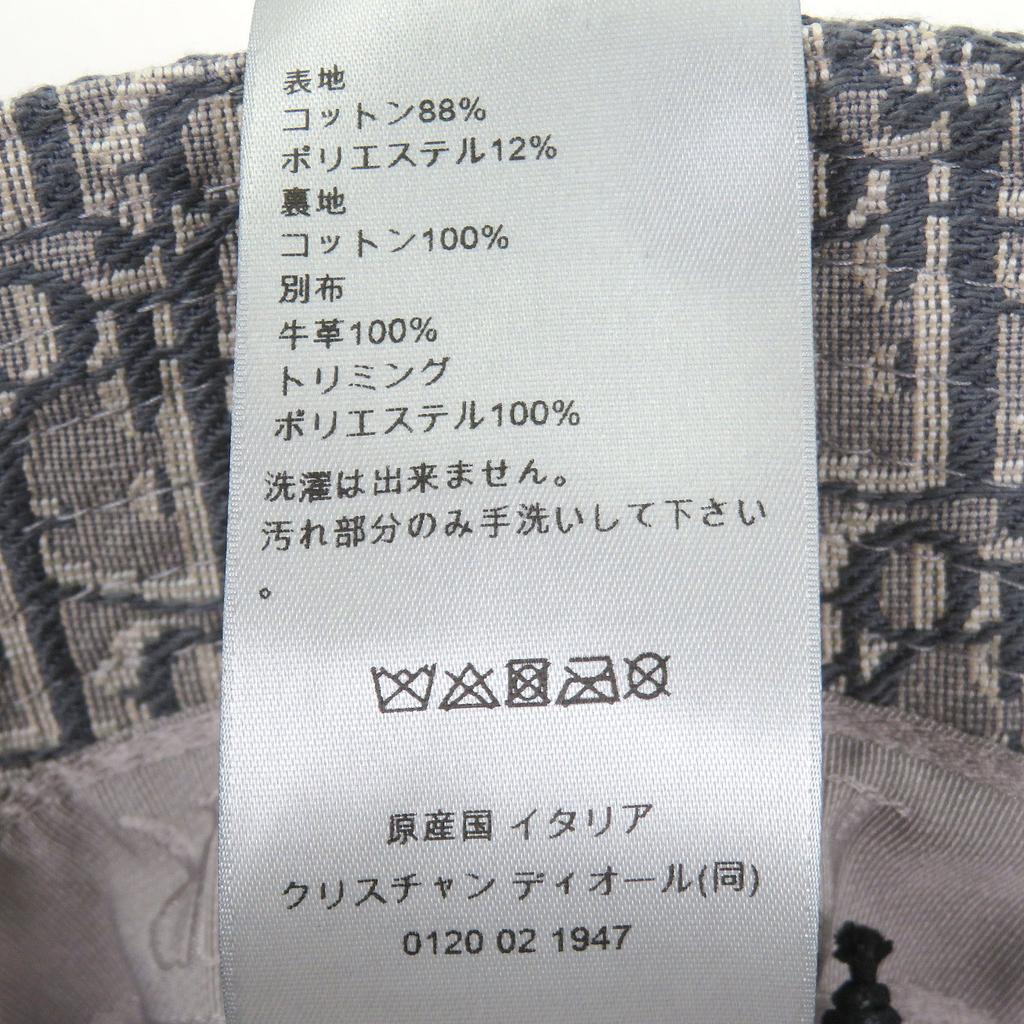 表地
コットン88%
ポリエステル12%
裏地
コットン100%
別布
牛革100%
トリミング
ポリエステル100%
洗濯は出来ません。
汚れ部分のみ手洗いして下さい
。
原産国 イタリア
クリスチャン ディオール(同)
0120 02 1947